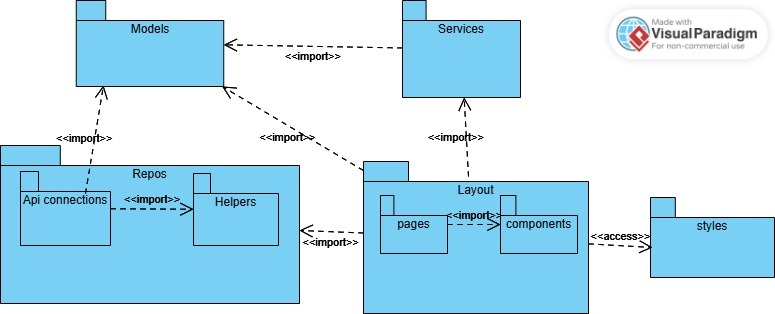 Models
Services
Made with
Visual Paradigm
For non-commercial use
<<import>>
<<import>>
<<import>>
<<import>>
Repos
Api connections
<<import>>
Helpers
Layout
pages
<<import>>
components
styles
<<import>>
<<access>>